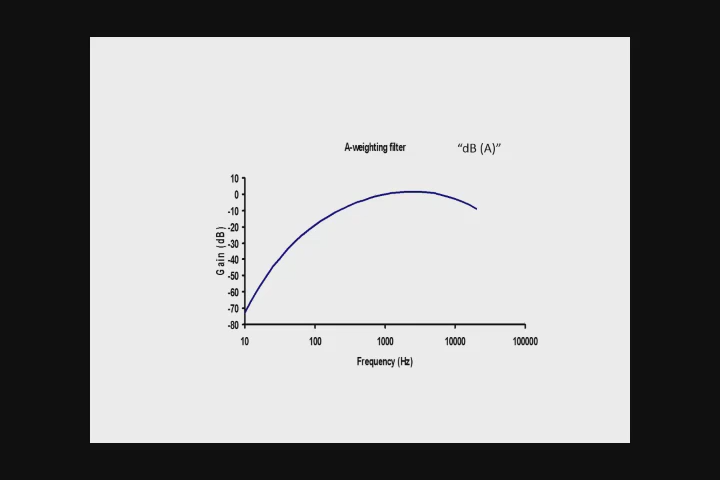 A-weighting filter “dB (A)”
10
0
-10
-20
-30
-40
-50
-60
-70
-80
Gain (dB)
10 100 1000 10000 100000
Frequency (Hz)